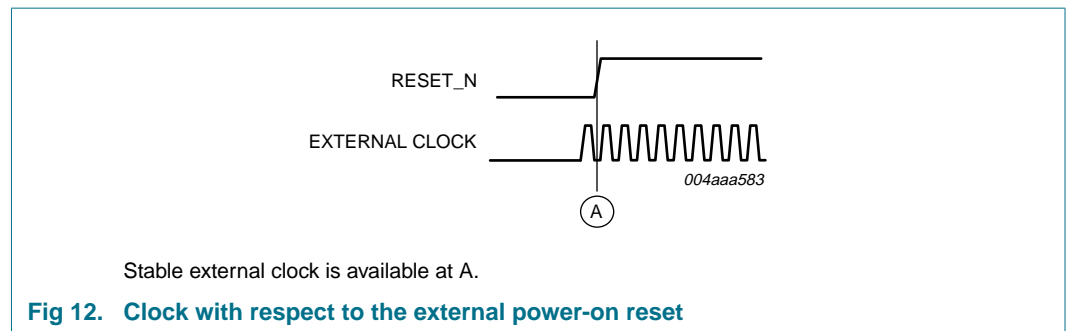 RESET_N
EXTERNAL CLOCK
004aaa583
A
Stable external clock is available at A.
Fig 12. Clock with respect to the external power-on reset